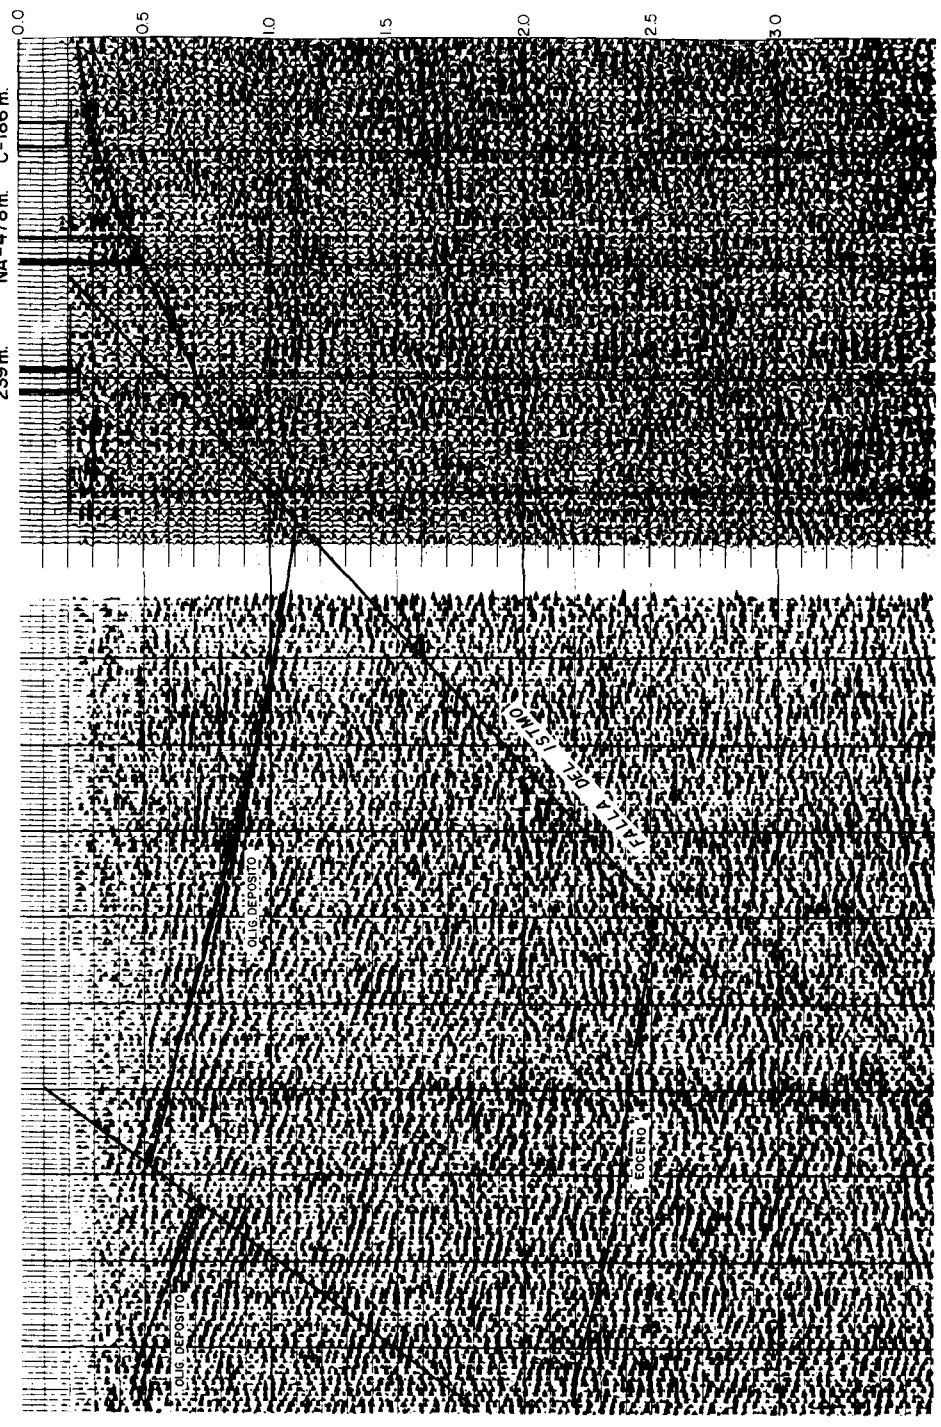 239 m. NA-478 m. C-186 m.
0.0
0.5
1.0
1.5
2.0
2.5
3.0
OLIG. DEPOSITO
OLIG. DEPOSITO
(FALLA DEL ISTMO)
EOCENO